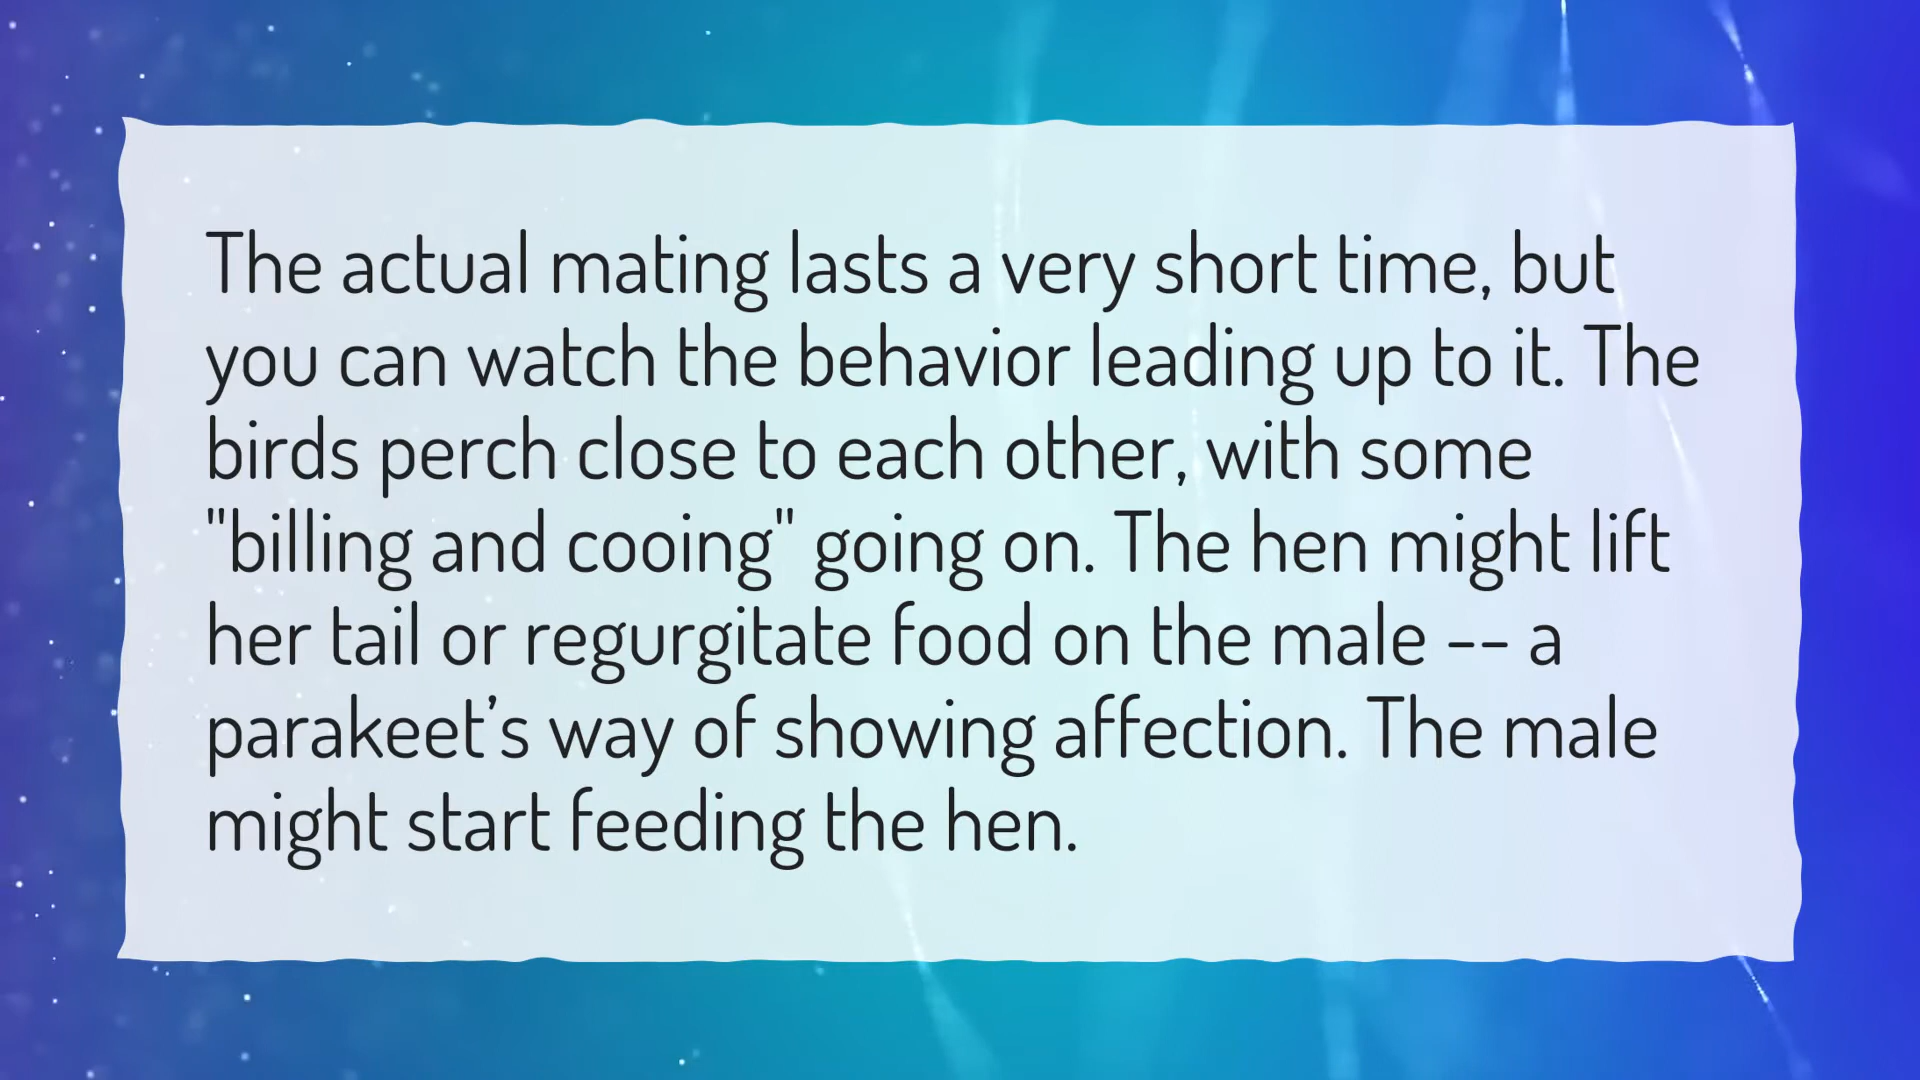 The actual mating lasts a very short time, but
you can watch the behavior leading up to it. The
birds perch close to each other, with some
"billing and cooing" going on. The hen might lift
her tail or regurgitate food on the male -- a
parakeet’s way of showing affection. The male
might start feeding the hen.